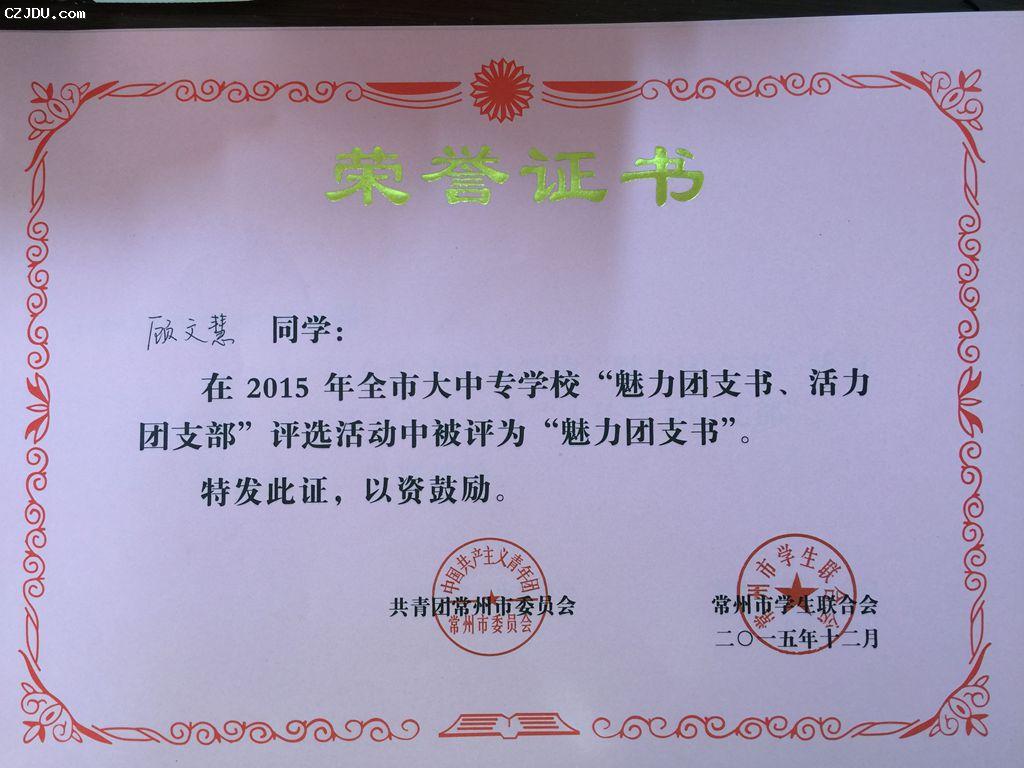 CZJDU.com
荣誉证书
顾文慧 同学：
在 2015 年全市大中专学校“魅力团支书、活力
团支部”评选活动中被评为“魅力团支书”。
特发此证，以资鼓励。
中国共产主义青年团
常州市委员会
共青团常州市委员会
常州市学生联合会
常州市学生联合会
二〇一五年十二月
CZJDU.com